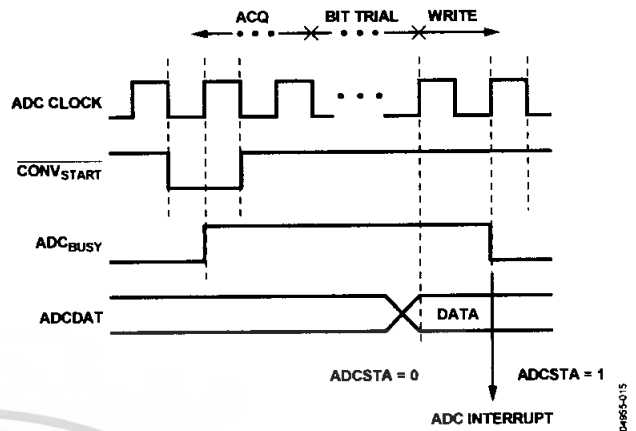 ACQ BIT TRIAL WRITE
ADC CLOCK
CONVSTART
ADCBUSY
ADCDAT
DATA
ADCSTA = 0
ADCSTA = 1
ADC INTERRUPT
04955-015